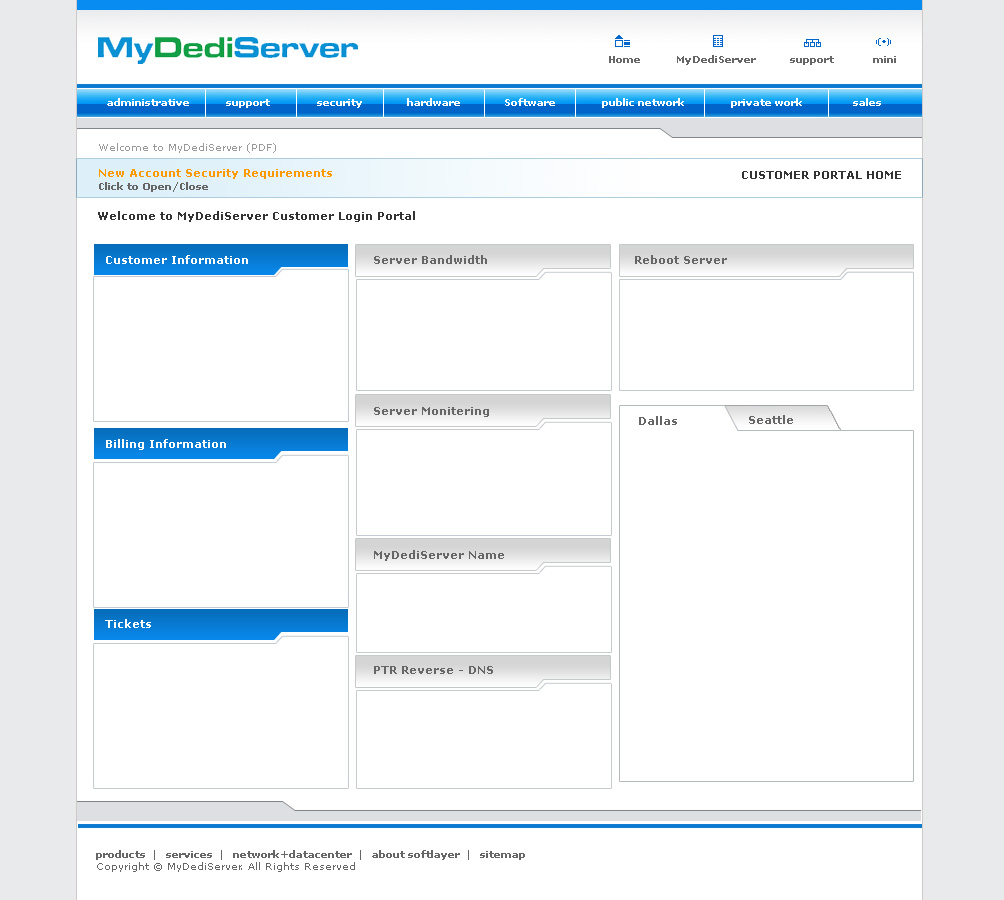 MyDediServer
Home MyDediServer support mini
administrative support security hardware Software public network private work sales
Welcome to MyDediServer (PDF)
New Account Security Requirements
Click to Open/Close
CUSTOMER PORTAL HOME
Welcome to MyDediServer Customer Login Portal
Customer Information
Server Bandwidth
Reboot Server
Server Monitering
Dallas
Seattle
Billing Information
MyDediServer Name
Tickets
PTR Reverse - DNS
products | services | network+datacenter | about softlayer | sitemap
Copyright © MyDediServer. All Rights Reserved